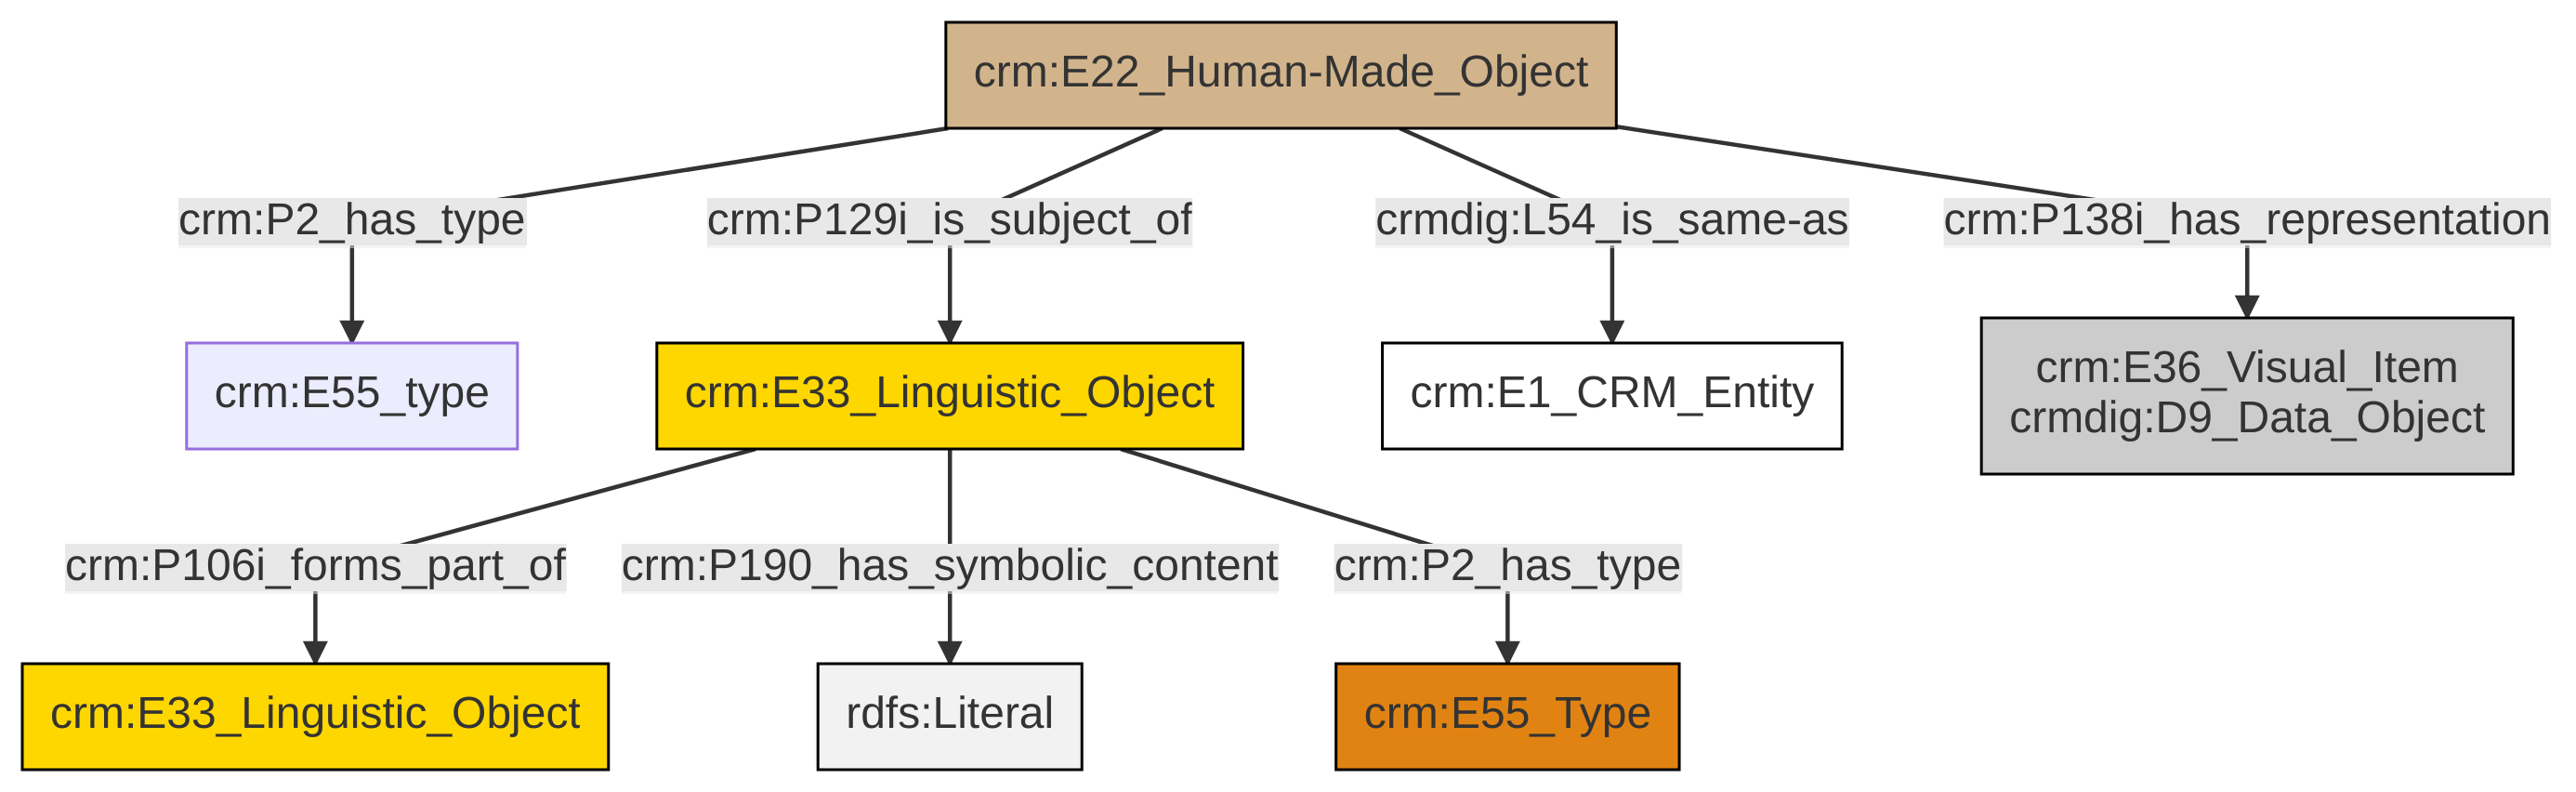 crm:E22_Human-Made_Object
crm:P2_has_type
crm:P129i_is_subject_of
crmdig:L54_is_same-as
crm:P138i_has_representation
crm:E55_type
crm:E33_Linguistic_Object
crm:E1_CRM_Entity
crm:E36_Visual_Item
crmdig:D9_Data_Object
crm:P106i_forms_part_of
crm:P190_has_symbolic_content
crm:P2_has_type
crm:E33_Linguistic_Object
rdfs:Literal
crm:E55_Type